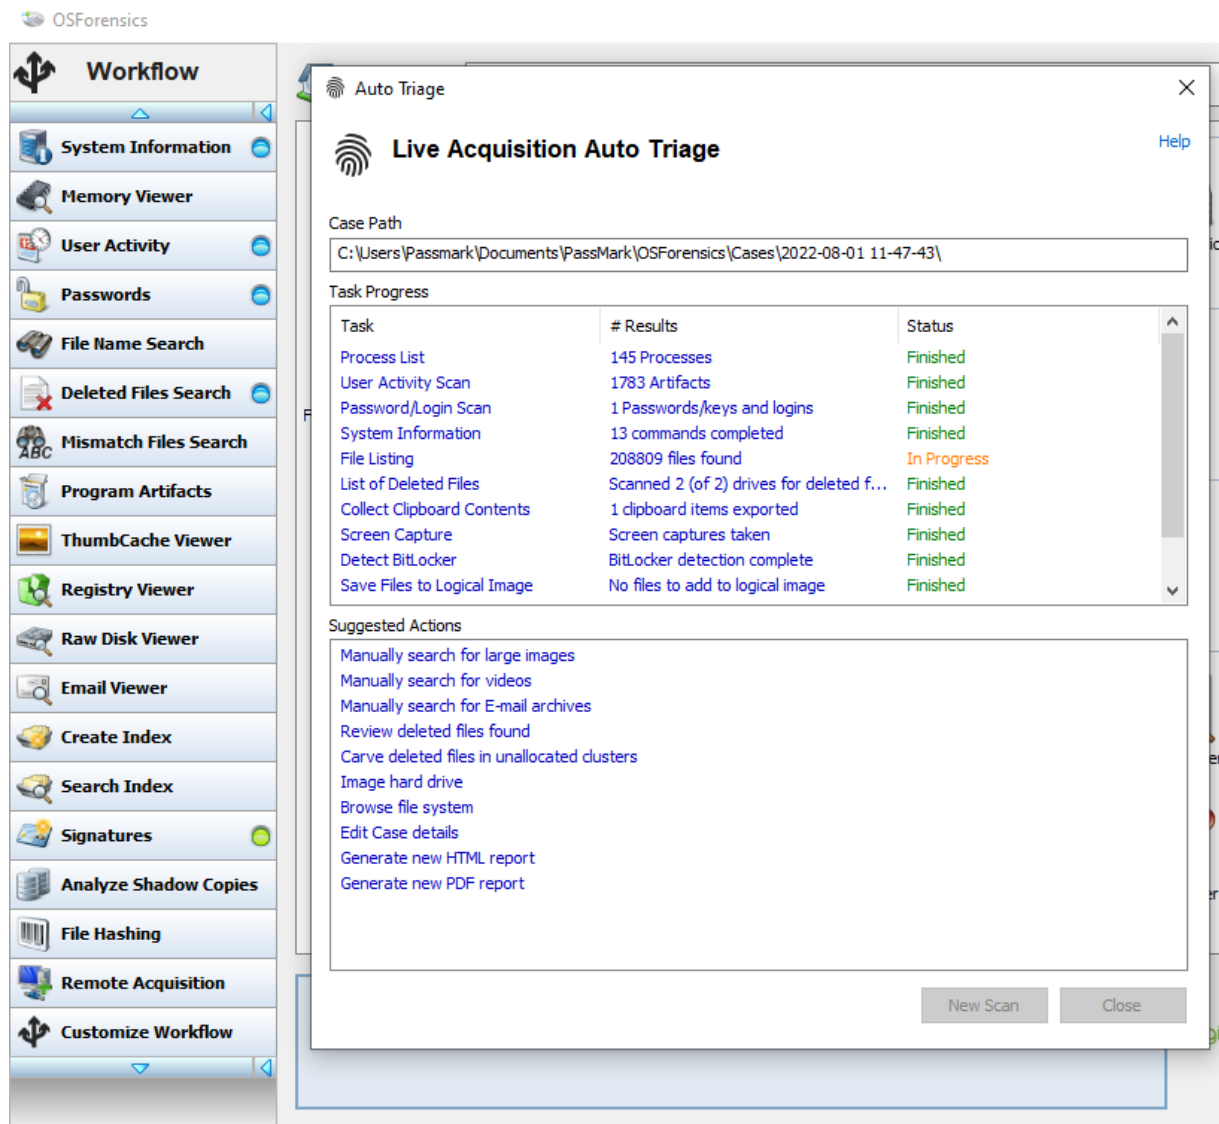 OSForensics
Workflow
System Information
Memory Viewer
User Activity
Passwords
File Name Search
Deleted Files Search
Mismatch Files Search
Program Artifacts
ThumbCache Viewer
Registry Viewer
Raw Disk Viewer
Email Viewer
Create Index
Search Index
Signatures
Analyze Shadow Copies
File Hashing
Remote Acquisition
Customize Workflow
Auto Triage
Live Acquisition Auto Triage
Help
Case Path
C:\Users\Passmark\Documents\PassMark\OSForensics\Cases\2022-08-01 11-47-43\
Task Progress
Task # Results Status
Process List 145 Processes Finished
User Activity Scan 1783 Artifacts Finished
Password/Login Scan 1 Passwords/keys and logins Finished
System Information 13 commands completed Finished
File Listing 208809 files found In Progress
List of Deleted Files Scanned 2 (of 2) drives for deleted f... Finished
Collect Clipboard Contents 1 clipboard items exported Finished
Screen Capture Screen captures taken Finished
Detect BitLocker BitLocker detection complete Finished
Save Files to Logical Image No files to add to logical image Finished
Suggested Actions
Manually search for large images
Manually search for videos
Manually search for E-mail archives
Review deleted files found
Carve deleted files in unallocated clusters
Image hard drive
Browse file system
Edit Case details
Generate new HTML report
Generate new PDF report
New Scan Close